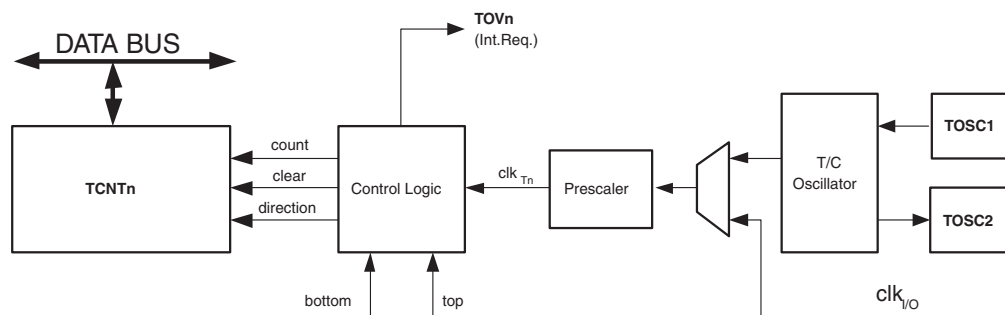 TOVn
(Int.Req.)
DATA BUS
TCNTn
count
clear
direction
Control Logic
clk Tn
Prescaler
T/C
Oscillator
TOSC1
TOSC2
bottom
top
clkI/O